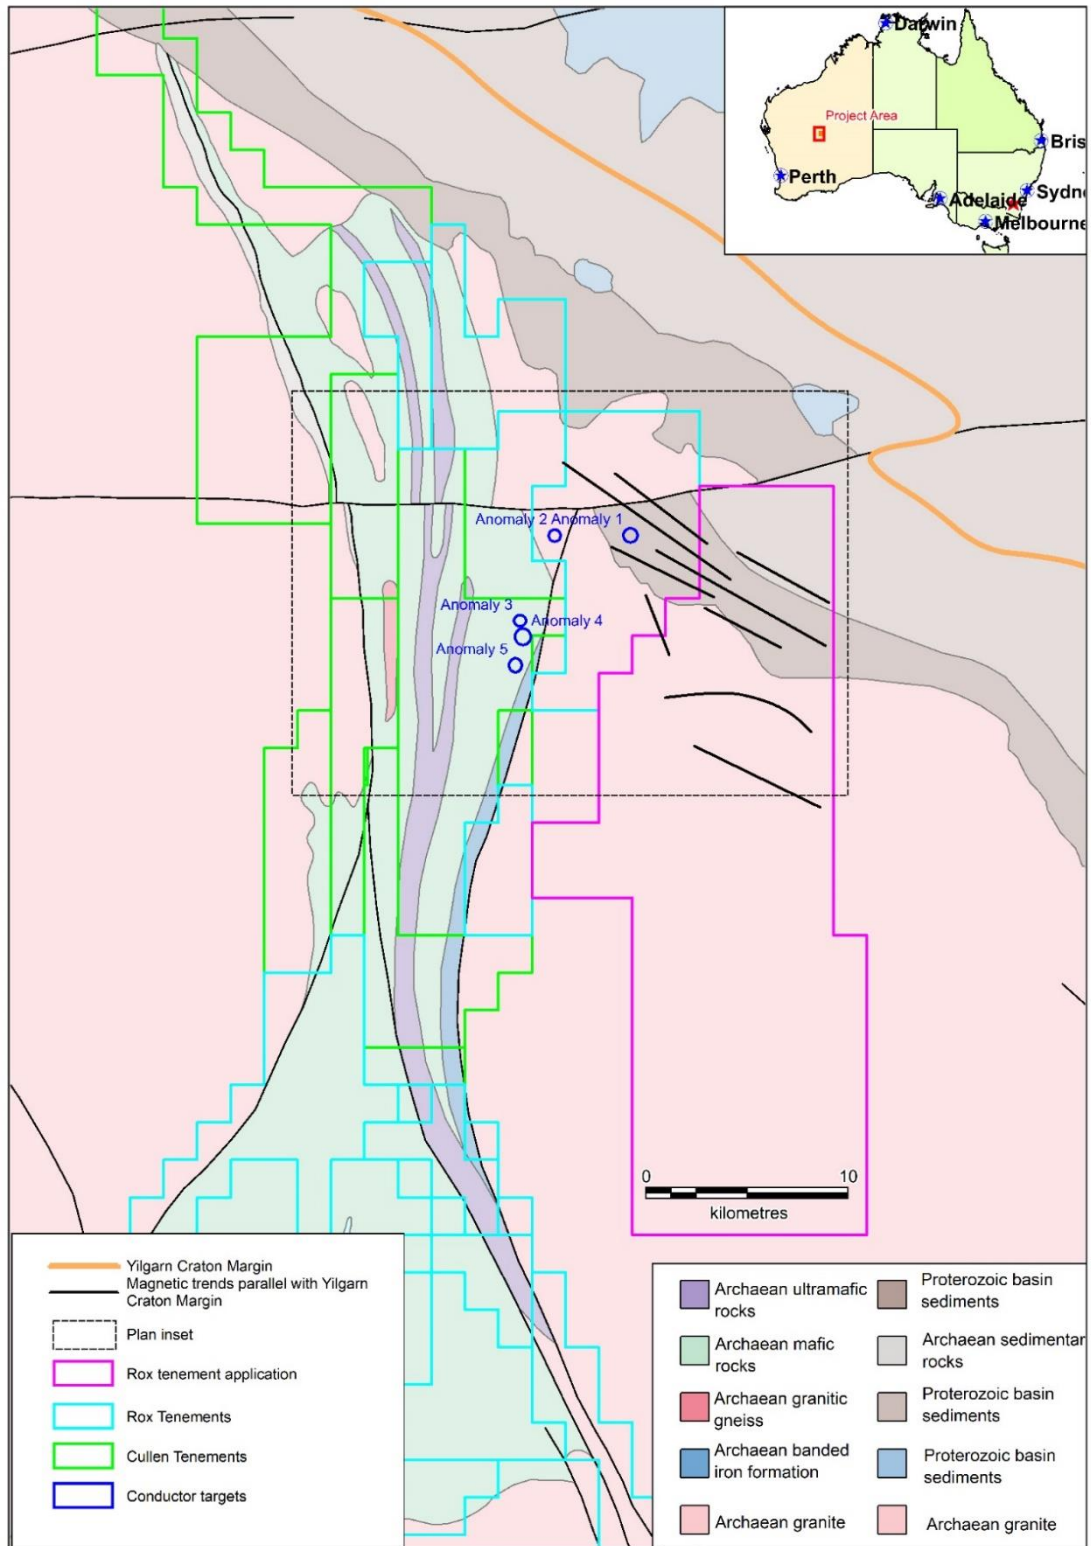 Darwin
Project Area
Bris
Perth
Adelaide
Sydne
Melbourne
Anomaly 2 Anomaly 1
Anomaly 3
Anomaly 4
Anomaly 5
0 10
kilometres
Yilgarn Craton Margin
Magnetic trends parallel with Yilgarn
Craton Margin
Plan inset
Rox tenement application
Rox Tenements
Cullen Tenements
Conductor targets
Archaean ultramafic
rocks
Archaean mafic
rocks
Archaean granitic
gneiss
Archaean banded
iron formation
Archaean granite
Proterozoic basin
sediments
Archaean sedimentar
rocks
Proterozoic basin
sediments
Proterozoic basin
sediments
Archaean granite